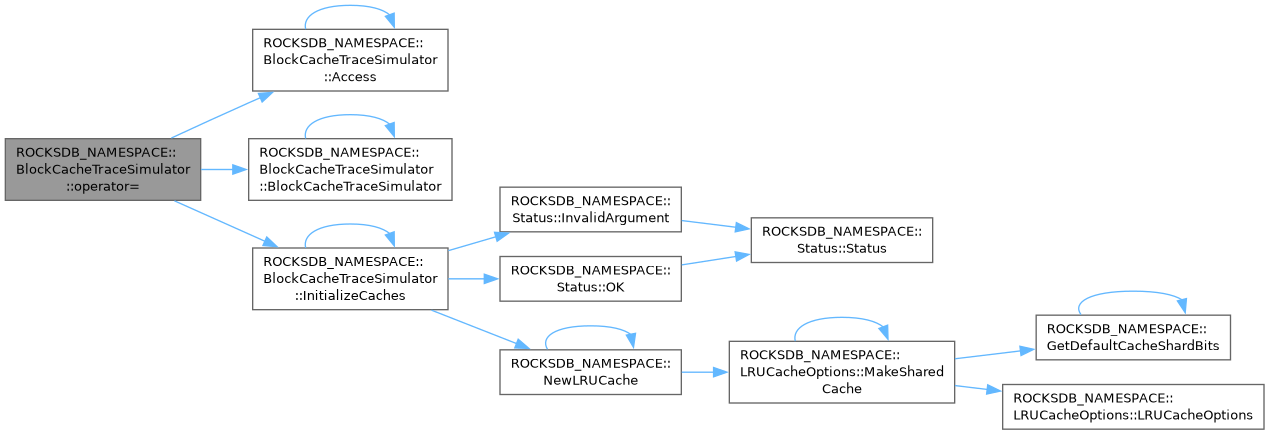 ROCKSDB_NAMESPACE::
BlockCacheTraceSimulator
::operator=
ROCKSDB_NAMESPACE::
BlockCacheTraceSimulator
::Access
ROCKSDB_NAMESPACE::
BlockCacheTraceSimulator
::BlockCacheTraceSimulator
ROCKSDB_NAMESPACE::
BlockCacheTraceSimulator
::InitializeCaches
ROCKSDB_NAMESPACE::
Status::InvalidArgument
ROCKSDB_NAMESPACE::
Status::OK
ROCKSDB_NAMESPACE::
Status::Status
ROCKSDB_NAMESPACE::
NewLRUCache
ROCKSDB_NAMESPACE::
LRUCacheOptions::MakeShared
Cache
ROCKSDB_NAMESPACE::
GetDefaultCacheShardBits
ROCKSDB_NAMESPACE::
LRUCacheOptions::LRUCacheOptions